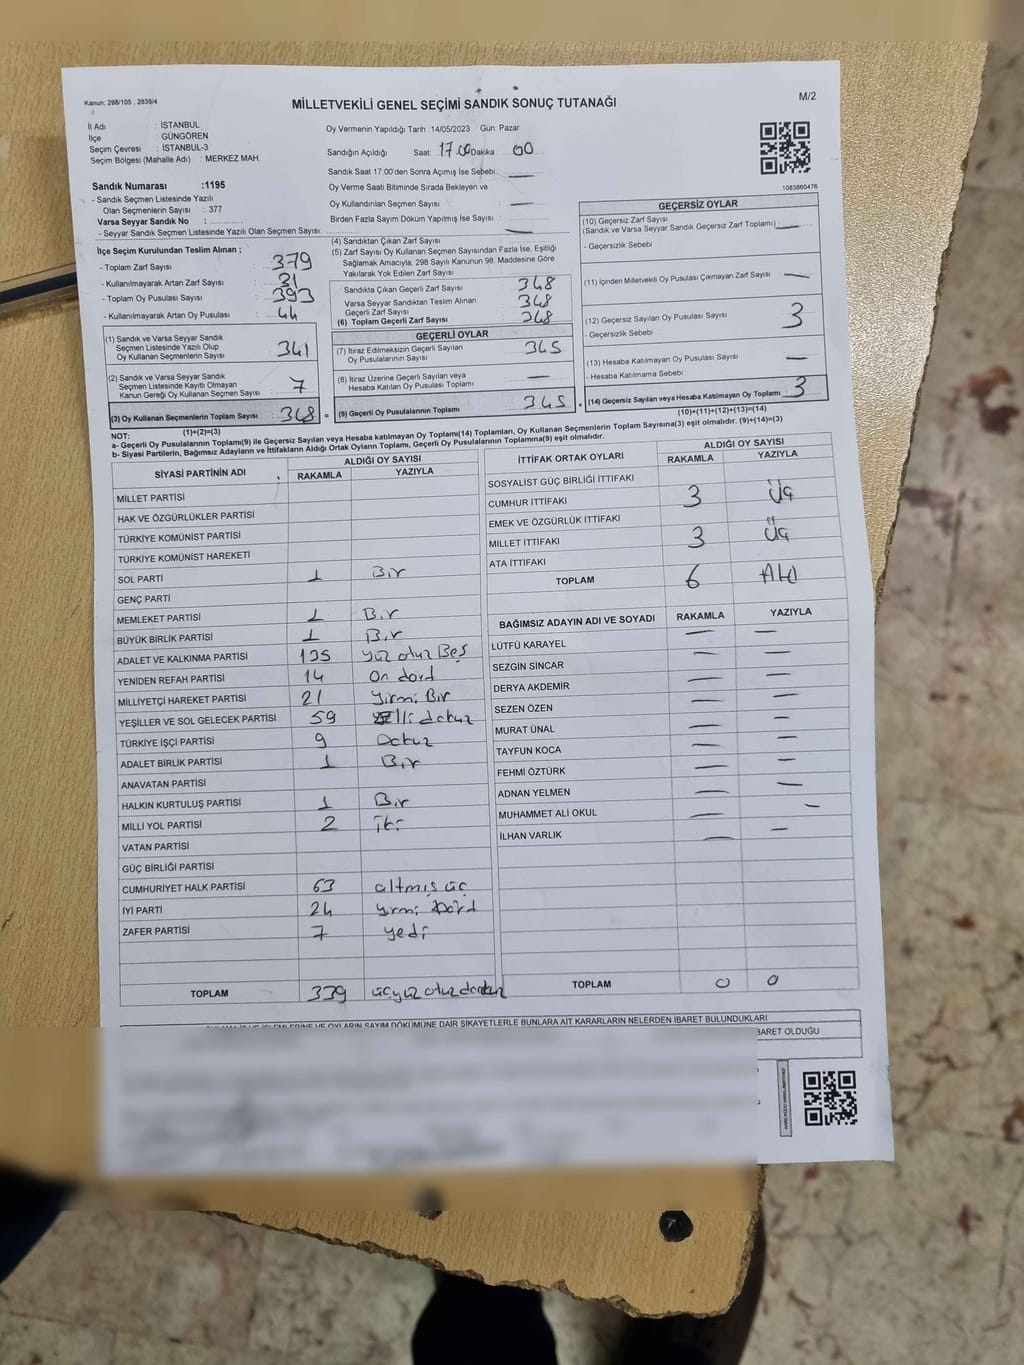 Kanun; 298/105 , 2839/4
MİLLETVEKİLİ GENEL SEÇİMİ SANDIK SONUÇ TUTANAĞI
M/2
İl Adı : İSTANBUL
İlçe : GÜNGÖREN
Seçim Çevresi : İSTANBUL-3
Seçim Bölgesi (Mahalle Adı) : MERKEZ MAH.
Oy Vermenin Yapıldığı Tarih :14/05/2023 Gün: Pazar
Sandığın Açıldığı Saat: 17.00 Dakika : 00
Sandık Saat 17:00'den Sonra Açımış İse Sebebi: —
Oy Verme Saati Bitiminde Sırada Bekleyen ve
Oy Kullandırılan Seçmen Sayısı : —
Birden Fazla Sayım Döküm Yapılmış İse Sayısı : —
1083860476
Sandık Numarası :1195
- Sandık Seçmen Listesinde Yazılı
Olan Seçmenlerin Sayısı : 377
Varsa Seyyar Sandık No : ............
- Seyyar Sandık Seçmen Listesinde Yazılı Olan Seçmen Sayısı: ............
İlçe Seçim Kurulundan Teslim Alınan ;
- Toplam Zarf Sayısı : 379
- Kullanılmayarak Artan Zarf Sayısı : 31
- Toplam Oy Pusulası Sayısı : 393
- Kullanılmayarak Artan Oy Pusulası : 44
(1) Sandık ve Varsa Seyyar Sandık
Seçmen Listesinde Yazılı Olup
Oy Kullanan Seçmenlerin Sayısı : 341
(2) Sandık ve Varsa Seyyar Sandık
Seçmen Listesinde Kayıtlı Olmayan
Kanun Gereği Oy Kullanan Seçmen Sayısı : 7
(3) Oy Kullanan Seçmenlerin Toplam Sayısı : 348 =
(1)+(2)=(3)
(4) Sandıktan Çıkan Zarf Sayısı
(5) Zarf Sayısı Oy Kullanan Seçmen Sayısından Fazla İse, Eşitliği
Sağlamak Amacıyla, 298 Sayılı Kanunun 98. Maddesine Göre
Yakılarak Yok Edilen Zarf Sayısı
Sandıkta Çıkan Geçerli Zarf Sayısı : 348
Varsa Seyyar Sandıktan Teslim Alınan
Geçerli Zarf Sayısı : 348
(6) Toplam Geçerli Zarf Sayısı : 348
GEÇERLİ OYLAR
(7) İtiraz Edilmeksizin Geçerli Sayılan
Oy Pusulalarının Sayısı : 345
(8) İtiraz Üzerine Geçerli Sayılan veya
Hesaba Katılan Oy Pusulası Toplamı : —
(9) Geçerli Oy Pusulalarının Toplamı : 345
GEÇERSİZ OYLAR
(10) Geçersiz Zarf Sayısı
(Sandık ve Varsa Seyyar Sandık Geçersiz Zarf Toplamı) : —
- Geçersizlik Sebebi :
(11) İçinden Milletvekili Oy Pusulası Çıkmayan Zarf Sayısı : —
(12) Geçersiz Sayılan Oy Pusulası Sayısı : 3
- Geçersizlik Sebebi :
(13) Hesaba Katılmayan Oy Pusulası Sayısı : —
- Hesaba Katılmama Sebebi :
(14) Geçersiz Sayılan veya Hesaba Katılmayan Oy Toplamı : 3
(10)+(11)+(12)+(13)=(14)
NOT:
a- Geçerli Oy Pusulalarının Toplamı(9) ile Geçersiz Sayılan veya Hesaba katılmayan Oy Toplamı(14) Toplamları, Oy Kullanan Seçmenlerin Toplam Sayısına(3) eşit olmalıdır. (9)+(14)=(3)
b- Siyasi Partilerin, Bağımsız Adayların ve İttifakların Aldığı Ortak Oyların Toplamı, Geçerli Oy Pusulalarının Toplamına(9) eşit olmalıdır.
SİYASİ PARTİNİN ADI ALDIĞI OY SAYISI
RAKAMLA YAZIYLA
MİLLET PARTİSİ
HAK VE ÖZGÜRLÜKLER PARTİSİ
TÜRKİYE KOMÜNİST PARTİSİ
TÜRKİYE KOMÜNİST HAREKETİ
SOL PARTİ 1 Bir
GENÇ PARTİ
MEMLEKET PARTİSİ 1 Bir
BÜYÜK BİRLİK PARTİSİ 1 Bir
ADALET VE KALKINMA PARTİSİ 135 yüz otuz Beş
YENİDEN REFAH PARTİSİ 14 On dört
MİLLİYETÇİ HAREKET PARTİSİ 21 Yirmi Bir
YEŞİLLER VE SOL GELECEK PARTİSİ 59 Elli dokuz
TÜRKİYE İŞÇİ PARTİSİ 9 Dokuz
ADALET BİRLİK PARTİSİ 1 Bir
ANAVATAN PARTİSİ
HALKIN KURTULUŞ PARTİSİ 1 Bir
MİLLİ YOL PARTİSİ 2 iki
VATAN PARTİSİ
GÜÇ BİRLİĞİ PARTİSİ
CUMHURİYET HALK PARTİSİ 63 altmış üç
İYİ PARTİ 24 yirmi dört
ZAFER PARTİSİ 7 yedi
TOPLAM 339 üçyüz otuz dokuz
İTTİFAK ORTAK OYLARI ALDIĞI OY SAYISI
RAKAMLA YAZIYLA
SOSYALİST GÜÇ BİRLİĞİ İTTİFAKI
CUMHUR İTTİFAKI 3 Üç
EMEK VE ÖZGÜRLÜK İTTİFAKI
MİLLET İTTİFAKI 3 Üç
ATA İTTİFAKI
TOPLAM 6 Altı
BAĞIMSIZ ADAYIN ADI VE SOYADI RAKAMLA YAZIYLA
LÜTFÜ KARAYEL — —
SEZGİN SİNCAR — —
DERYA AKDEMİR — —
SEZEN ÖZEN — —
MURAT ÜNAL — —
TAYFUN KOCA — —
FEHMİ ÖZTÜRK — —
ADNAN YELMEN — —
MUHAMMET ALİ OKUL — —
İLHAN VARLIK — —
TOPLAM 0 0
OYLARIN SAYIM DÖKÜMÜNE DAİR ŞİKAYETLERLE BUNLARA AİT KARARLARIN NELERDEN İBARET BULUNDUKLARI
BARET OLDUĞU